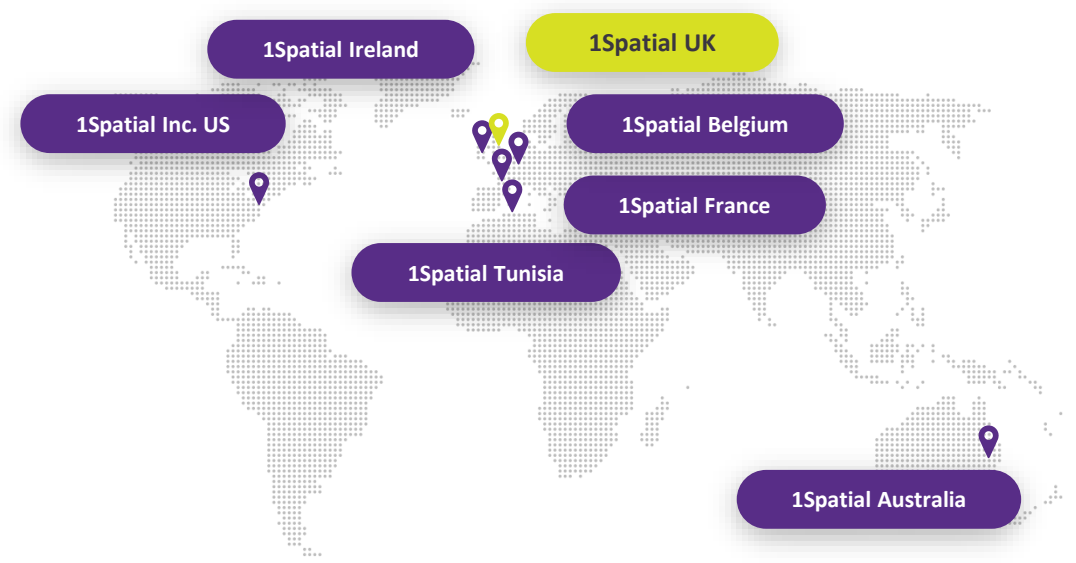 1Spatial Ireland
1Spatial UK
1Spatial Inc. US
1Spatial Belgium
1Spatial France
1Spatial Tunisia
1Spatial Australia